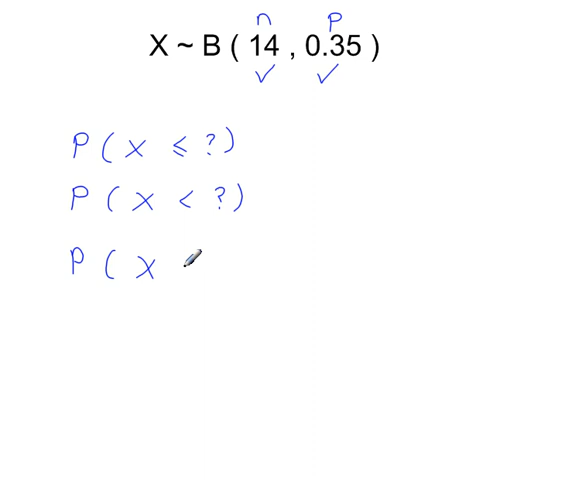 n p
X ~ B ( 14 , 0.35 )
✓ ✓
P ( X ≤ ? )
P ( X < ? )
P ( X